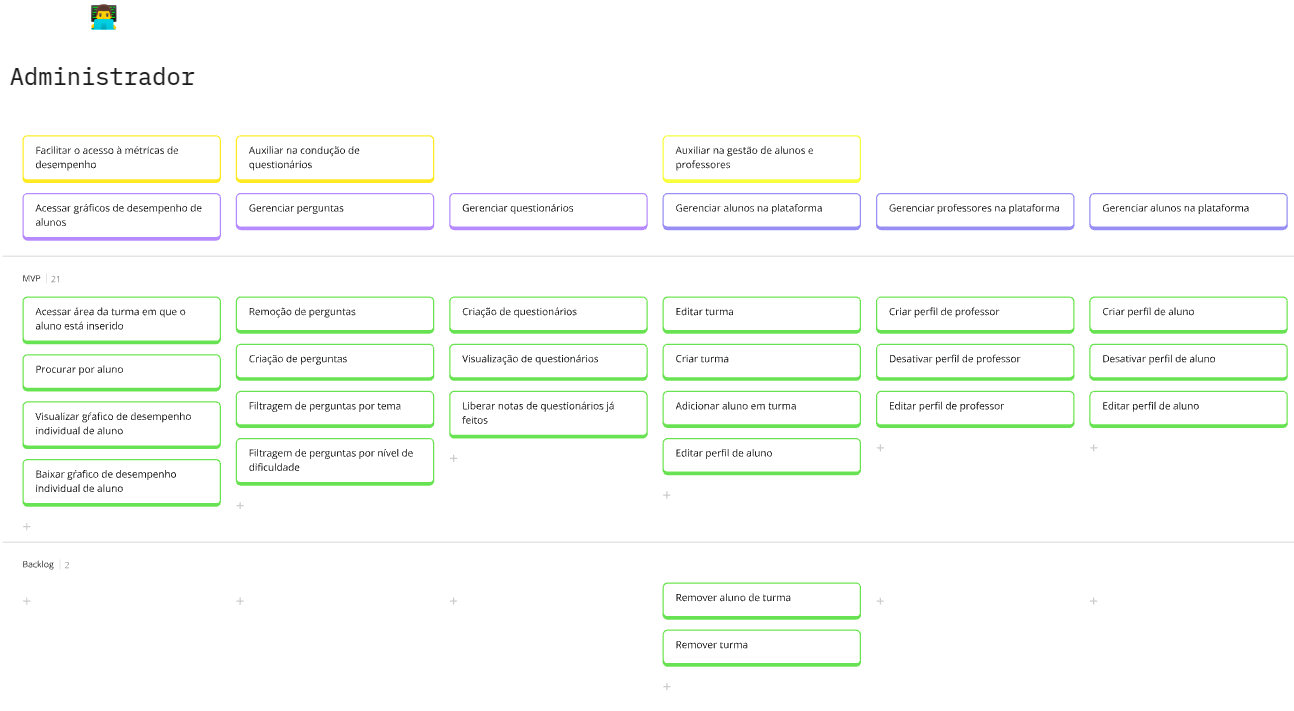 Administrador
Facilitar o acesso à métricas de
desempenho
Auxiliar na condução de
questionários
Auxiliar na gestão de alunos e
professores
Acessar gráficos de desempenho de
alunos
Gerenciar perguntas
Gerenciar questionários
Gerenciar alunos na plataforma
Gerenciar professores na plataforma
Gerenciar alunos na plataforma
MVP | 21
Acessar área da turma em que o
aluno está inserido
Procurar por aluno
Visualizar gŕafico de desempenho
individual de aluno
Baixar gŕafico de desempenho
individual de aluno
+
Remoção de perguntas
Criação de perguntas
Filtragem de perguntas por tema
Filtragem de perguntas por nível de
dificuldade
+
Criação de questionários
Visualização de questionários
Liberar notas de questionários já
feitos
+
Editar turma
Criar turma
Adicionar aluno em turma
Editar perfil de aluno
+
Criar perfil de professor
Desativar perfil de professor
Editar perfil de professor
+
Criar perfil de aluno
Desativar perfil de aluno
Editar perfil de aluno
+
Backlog | 2
+
+
+
Remover aluno de turma
Remover turma
+
+
+